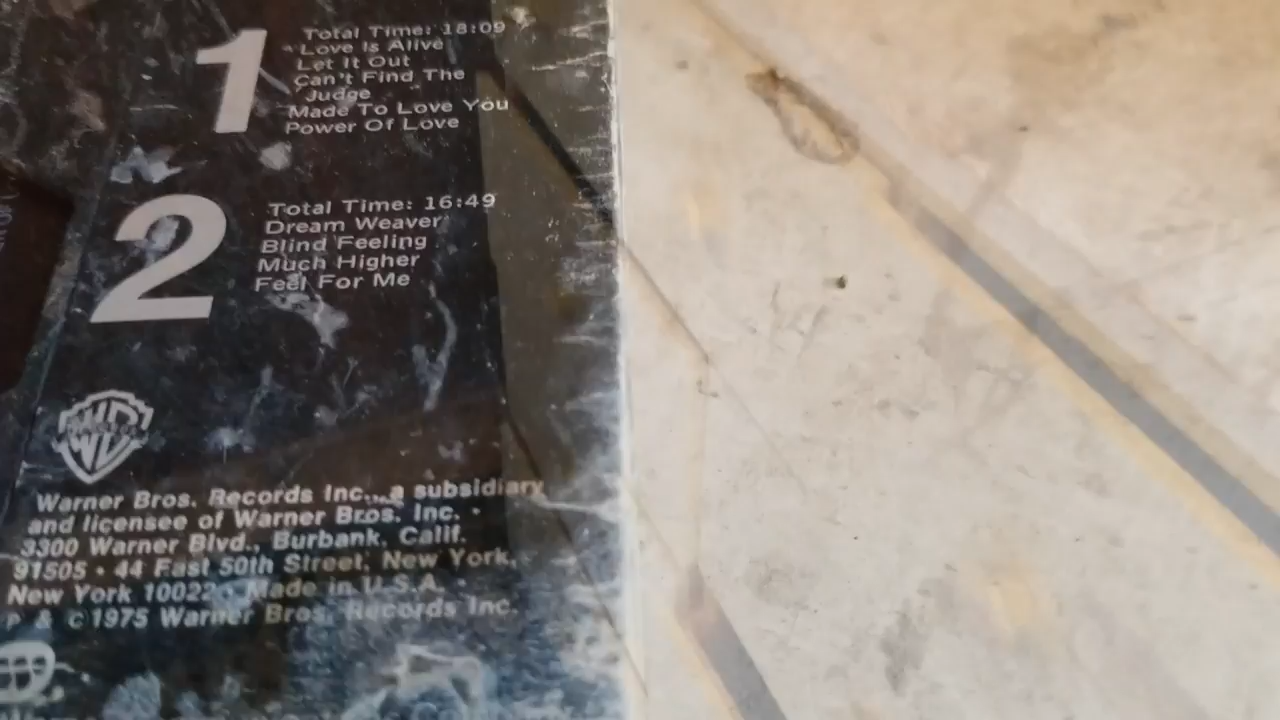 1
Total Time: 18:09
Love Is Alive
Let It Out
Can't Find The
Judge
Made To Love You
Power Of Love
2
Total Time: 16:49
Dream Weaver
Blind Feeling
Much Higher
Feel For Me
Warner Bros. Records Inc., a subsidiary
and licensee of Warner Bros. Inc. •
3300 Warner Blvd., Burbank, Calif.
91505 • 44 East 50th Street, New York,
New York 10022 • Made in U.S.A. •
P & ©1975 Warner Bros. Records Inc.